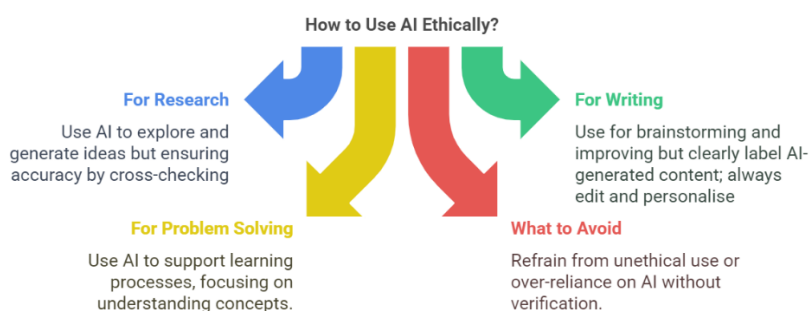 How to Use AI Ethically?
For Research
Use AI to explore and
generate ideas but ensuring
accuracy by cross-checking
For Writing
Use for brainstorming and
improving but clearly label AI-
generated content; always
edit and personalise
For Problem Solving
Use AI to support learning
processes, focusing on
understanding concepts.
What to Avoid
Refrain from unethical use or
over-reliance on AI without
verification.